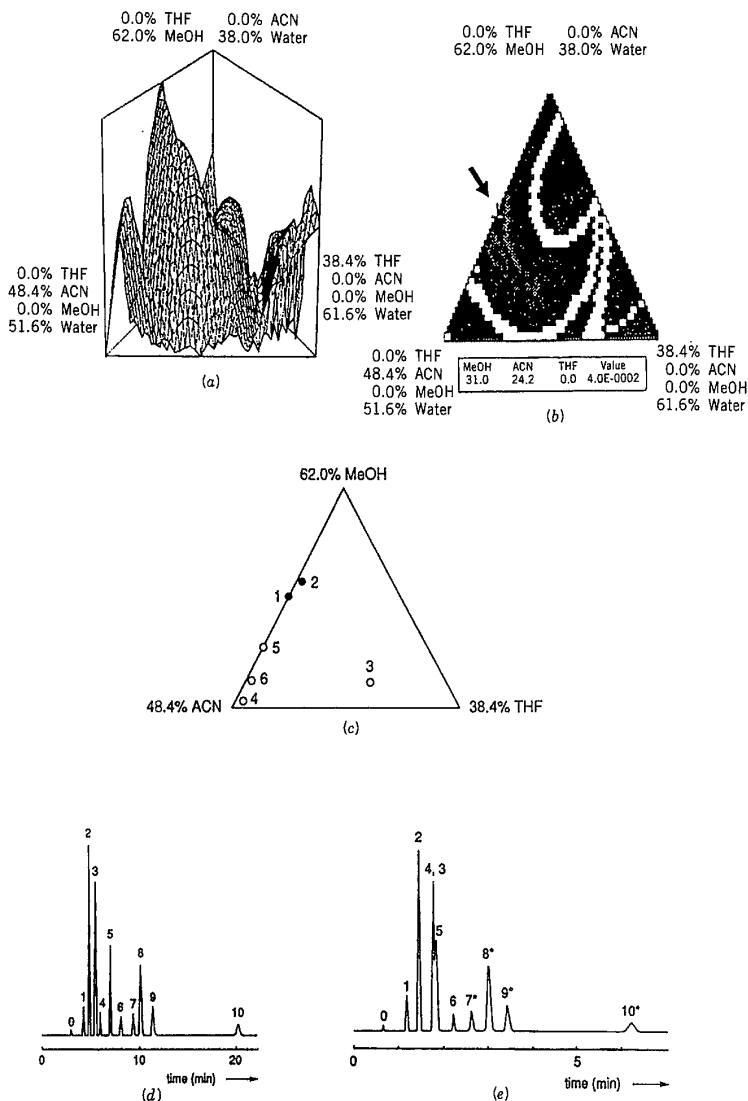 0.0% THF 0.0% ACN
62.0% MeOH 38.0% Water
0.0% THF
48.4% ACN
0.0% MeOH
51.6% Water
38.4% THF
0.0% ACN
0.0% MeOH
61.6% Water
(a)
0.0% THF 0.0% ACN
62.0% MeOH 38.0% Water
0.0% THF
48.4% ACN
0.0% MeOH
51.6% Water
MeOH ACN THF Value
31.0 24.2 0.0 4.0E-0002
38.4% THF
0.0% ACN
0.0% MeOH
61.6% Water
(b)
62.0% MeOH
1
2
5
3
6
4
48.4% ACN
38.4% THF
(c)
2
3
5
8
1
4
6
7
9
10
0
0 10 20
time (min)
(d)
2
4, 3
5
8*
1
6
7*
9*
10*
0
0 5
time (min)
(e)